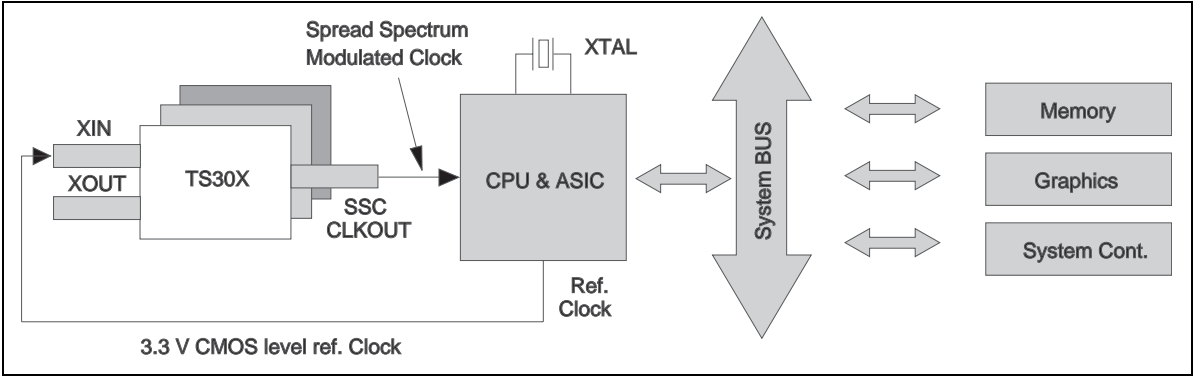 Spread Spectrum
Modulated Clock
XTAL
XIN
XOUT
TS30X
SSC
CLKOUT
CPU & ASIC
System BUS
Memory
Graphics
System Cont.
Ref.
Clock
3.3 V CMOS level ref. Clock